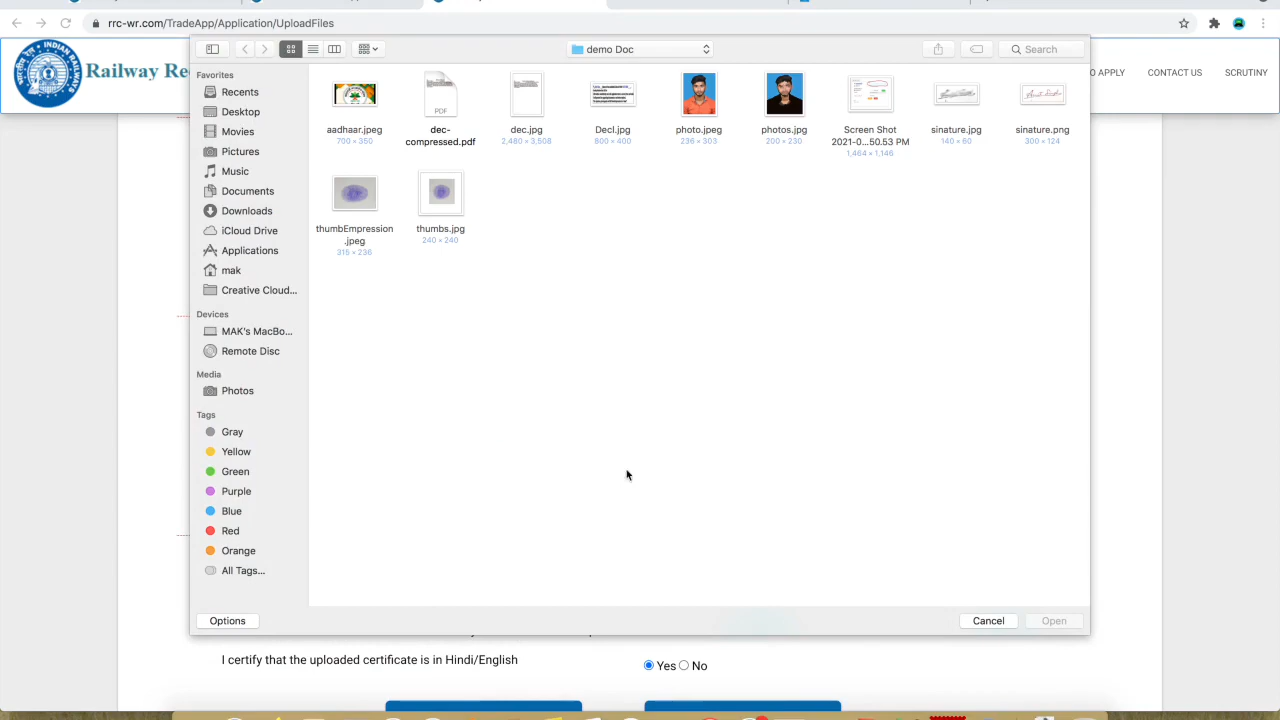 rrc-wr.com/TradeApp/Application/UploadFiles
INDIAN RAILWAYS
Railway Re
O APPLY
CONTACT US
CRUTINY
demo Doc
Search
Favorites
Recents
Desktop
Movies
Pictures
Music
Documents
Downloads
iCloud Drive
Applications
mak
Creative Cloud...
Devices
MAK's MacBo...
Remote Disc
Media
Photos
Tags
Gray
Yellow
Green
Purple
Blue
Red
Orange
All Tags...
aadhaar.jpeg
700 × 350
PDF
dec-
compressed.pdf
dec.jpg
2,480 × 3,508
Decl.jpg
800 × 400
photo.jpeg
236 × 303
photos.jpg
200 × 230
Screen Shot
2021-0...50.53 PM
1,464 × 1,146
sinature.jpg
140 × 60
sinature.png
300 × 124
thumbEmpression
.jpeg
315 × 236
thumbs.jpg
240 × 240
Options
Cancel
Open
I certify that the uploaded certificate is in Hindi/English
Yes
No